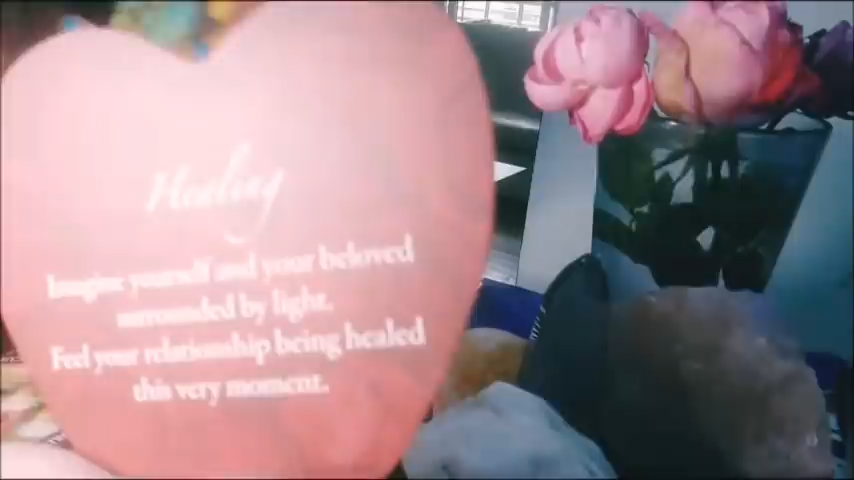 Healing
Imagine yourself and your beloved
surrounded by light.
Feel your relationship being healed
this very moment.